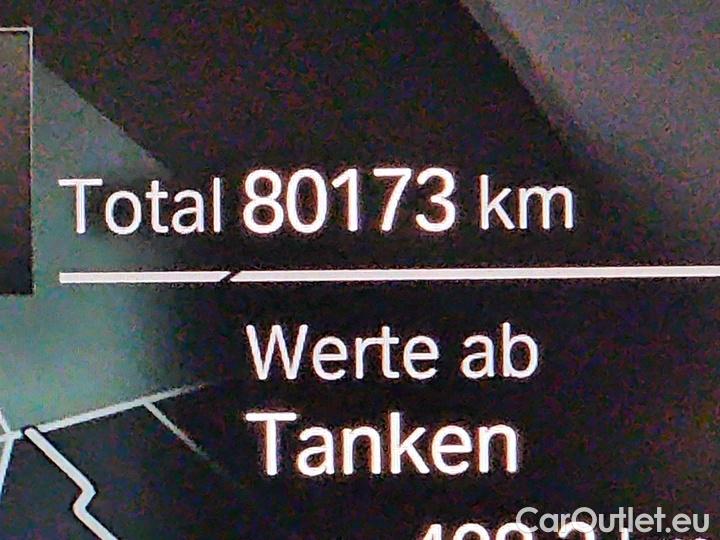 Total 80173 km
Werte ab
Tanken
CarOutlet.eu